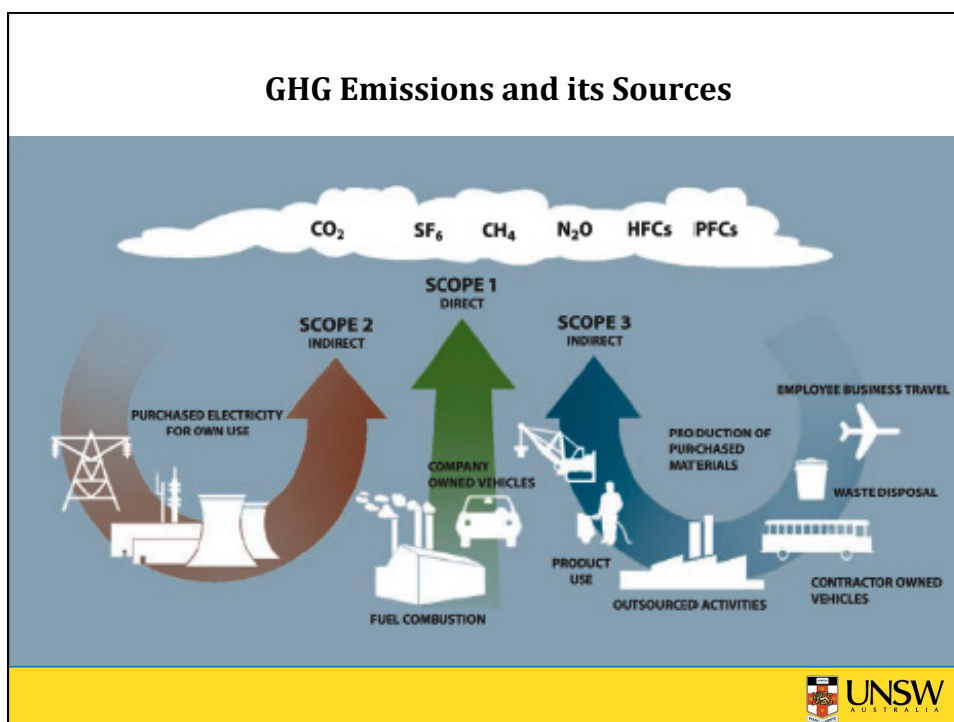 GHG Emissions and its Sources
CO₂ SF₆ CH₄ N₂O HFCs PFCs
SCOPE 1
DIRECT
SCOPE 2
INDIRECT
SCOPE 3
INDIRECT
PURCHASED ELECTRICITY
FOR OWN USE
COMPANY
OWNED VEHICLES
FUEL COMBUSTION
PRODUCT
USE
PRODUCTION OF
PURCHASED
MATERIALS
OUTSOURCED ACTIVITIES
EMPLOYEE BUSINESS TRAVEL
WASTE DISPOSAL
CONTRACTOR OWNED
VEHICLES
UNSW
AUSTRALIA